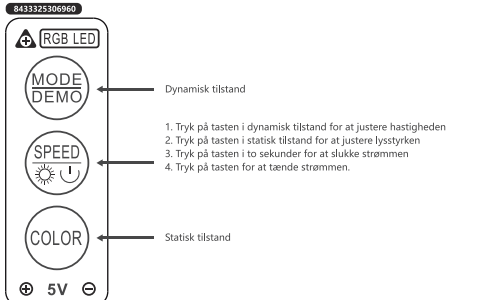 8433325306960
RGB LED
MODE
DEMO
Dynamisk tilstand
1. Tryk på tasten i dynamisk tilstand for at justere hastigheden
2. Tryk på tasten i statisk tilstand for at justere lysstyrken
3. Tryk på tasten i to sekunder for at slukke strømmen
4. Tryk på tasten for at tænde strømmen.
SPEED
COLOR
Statisk tilstand
5V